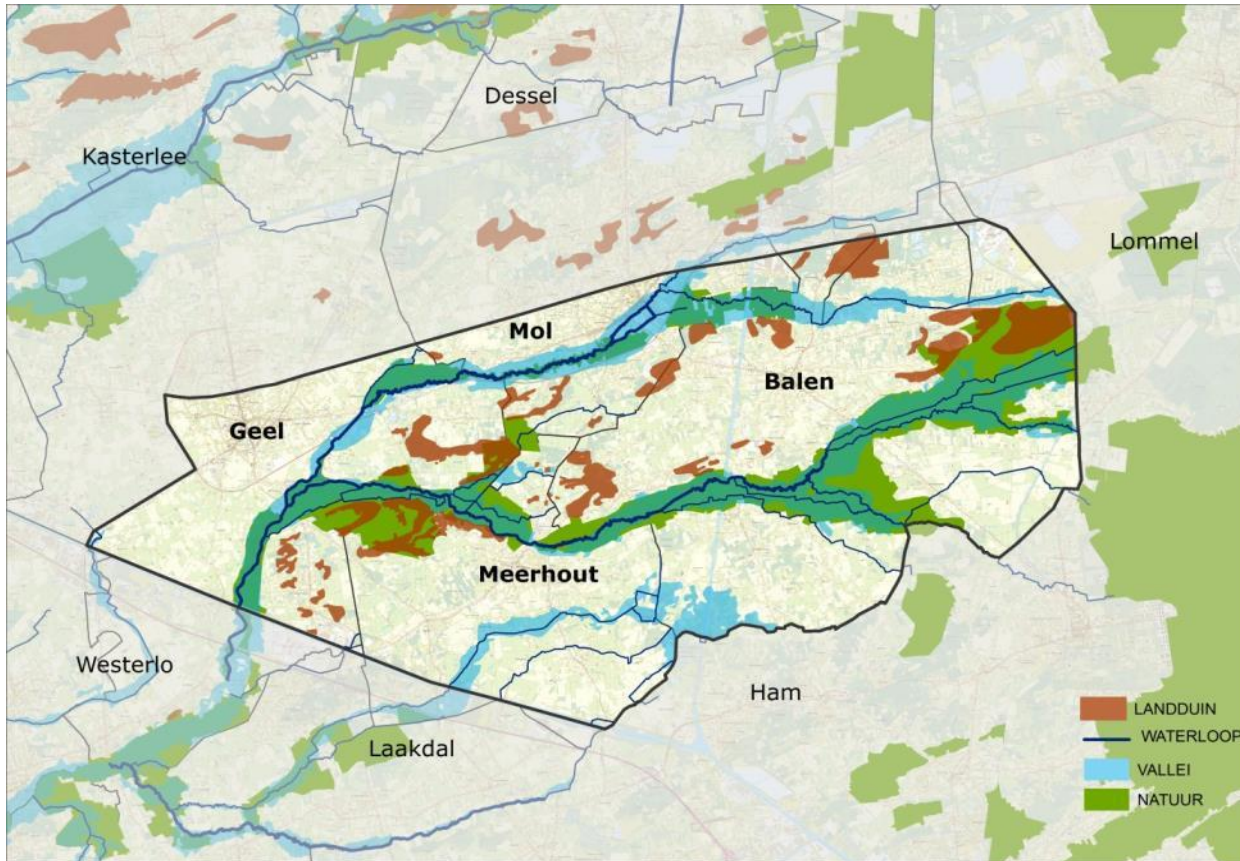 Dessel
Kasterlee
Lommel
Mol
Balen
Geel
Meerhout
Westerlo
Ham
Laakdal
LANDDUIN
WATERLOOP
VALLEI
NATUUR